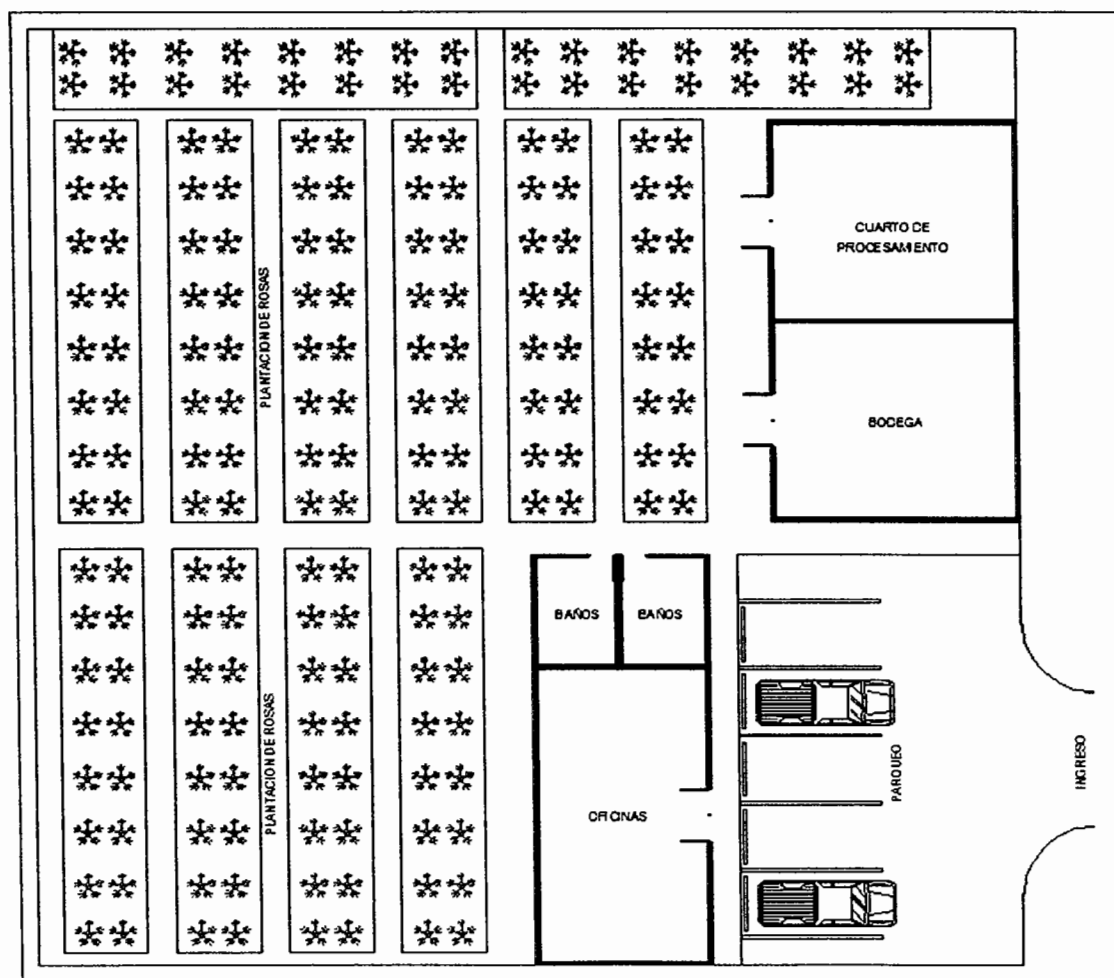 PLANTACION DE ROSAS
CUARTO DE
PROCESAMIENTO
BODEGA
BAÑOS
BAÑOS
PLANTACION DE ROSAS
OFICINAS
PARQUEO
INGRESO